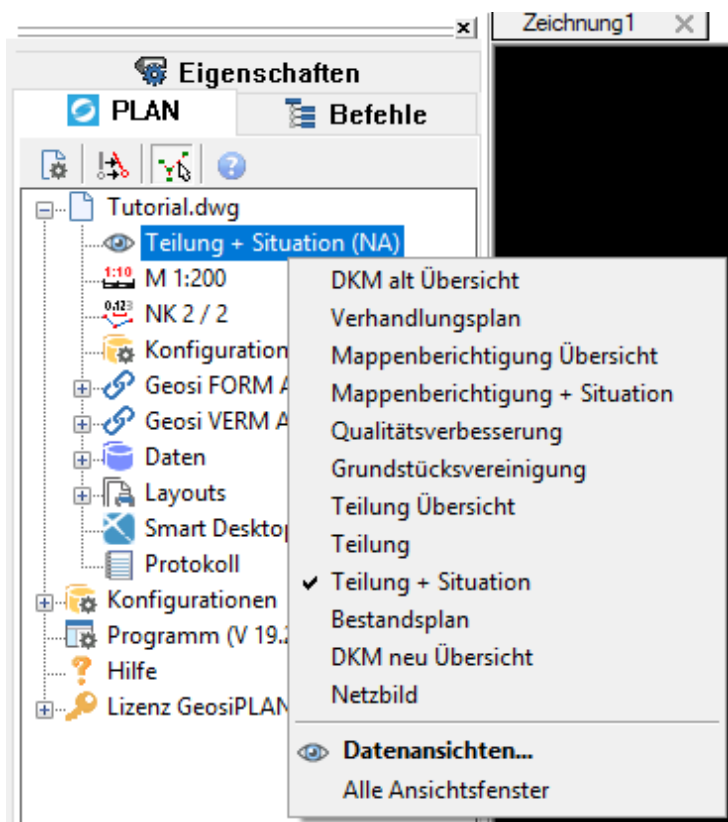 Zeichnung1
Eigenschaften
PLAN
Befehle
Tutorial.dwg
Teilung + Situation (NA)
1:10 M 1:200
0.123 NK 2 / 2
Konfiguration
Geosi FORM A
Geosi VERM A
Daten
Layouts
Smart Deskto
Protokoll
Konfigurationen
Programm (V 19.2
Hilfe
Lizenz GeosiPLAN
DKM alt Übersicht
Verhandlungsplan
Mappenberichtigung Übersicht
Mappenberichtigung + Situation
Qualitätsverbesserung
Grundstücksvereinigung
Teilung Übersicht
Teilung
Teilung + Situation
Bestandsplan
DKM neu Übersicht
Netzbild
Datenansichten...
Alle Ansichtsfenster